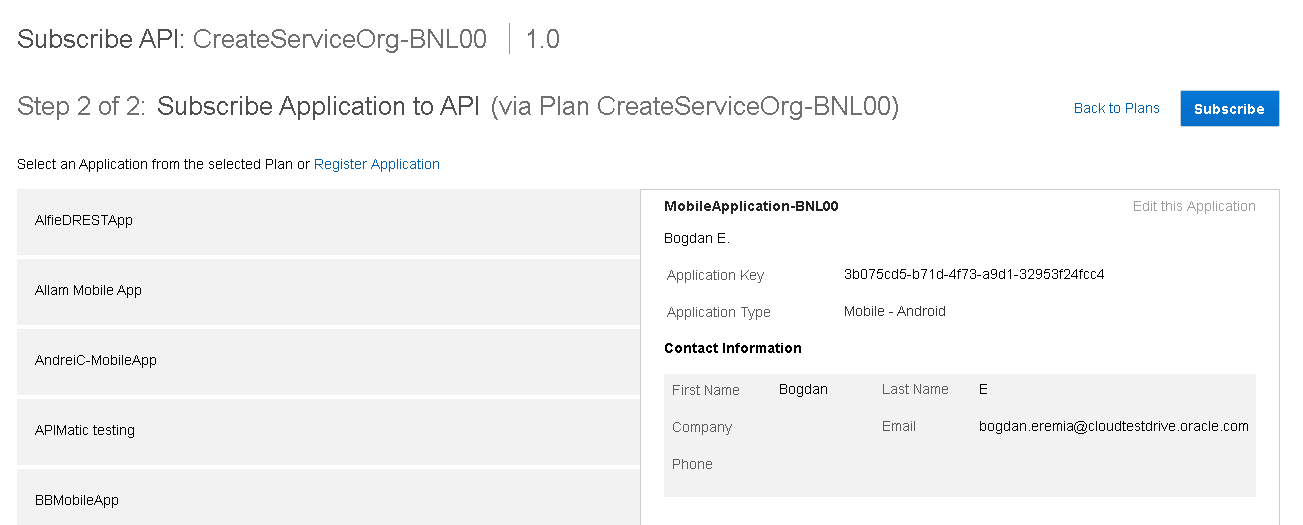 Subscribe API: CreateServiceOrg-BNL00 1.0
Step 2 of 2: Subscribe Application to API (via Plan CreateServiceOrg-BNL00)
Back to Plans Subscribe
Select an Application from the selected Plan or Register Application
AlfieDRESTApp
Allam Mobile App
AndreiC-MobileApp
APIMatic testing
BBMobileApp
MobileApplication-BNL00 Edit this Application
Bogdan E.
Application Key 3b075cd5-b71d-4f73-a9d1-32953f24fcc4
Application Type Mobile - Android
Contact Information
First Name Bogdan Last Name E
Company Email bogdan.eremia@cloudtestdrive.oracle.com
Phone